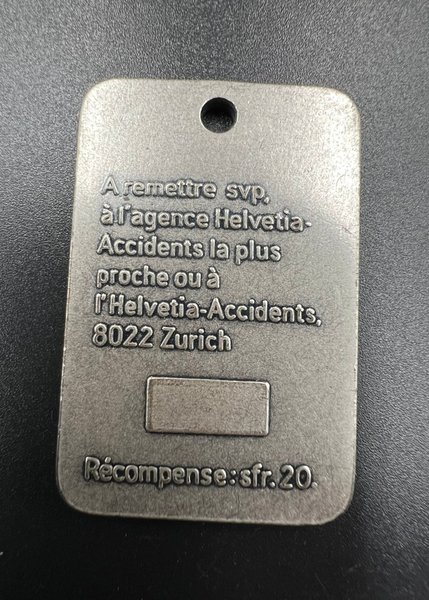 A remettre svp,
à l'agence Helvetia-
Accidents la plus
proche ou à
l'Helvetia-Accidents,
8022 Zurich
Récompense: sfr. 20.